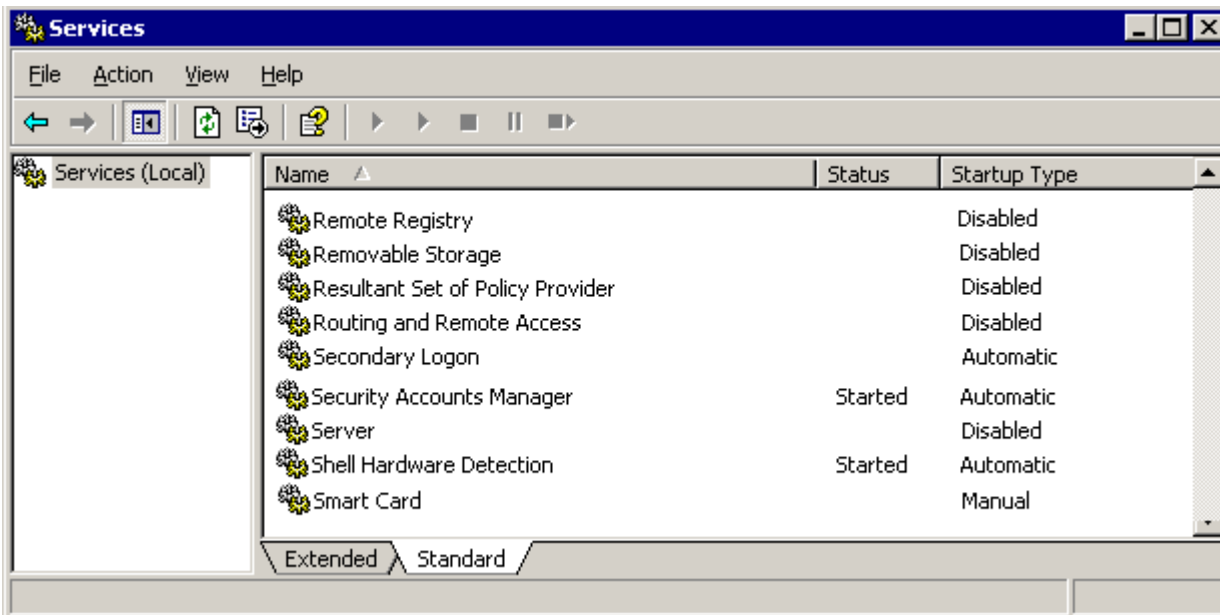 Services
File Action View Help
Services (Local)
Name Status Startup Type
Remote Registry Disabled
Removable Storage Disabled
Resultant Set of Policy Provider Disabled
Routing and Remote Access Disabled
Secondary Logon Automatic
Security Accounts Manager Started Automatic
Server Disabled
Shell Hardware Detection Started Automatic
Smart Card Manual
Extended Standard